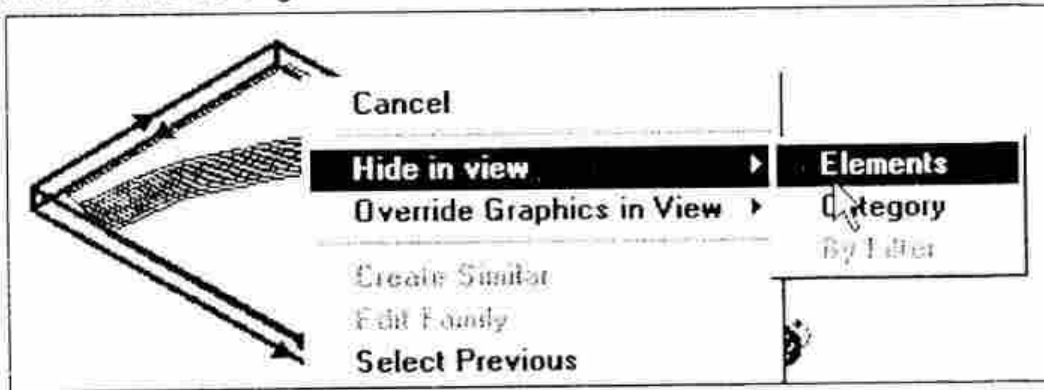 Cancel
Hide in view
Elements
Override Graphics in View
Category
By Filter
Create Similar
Edit Family
Select Previous